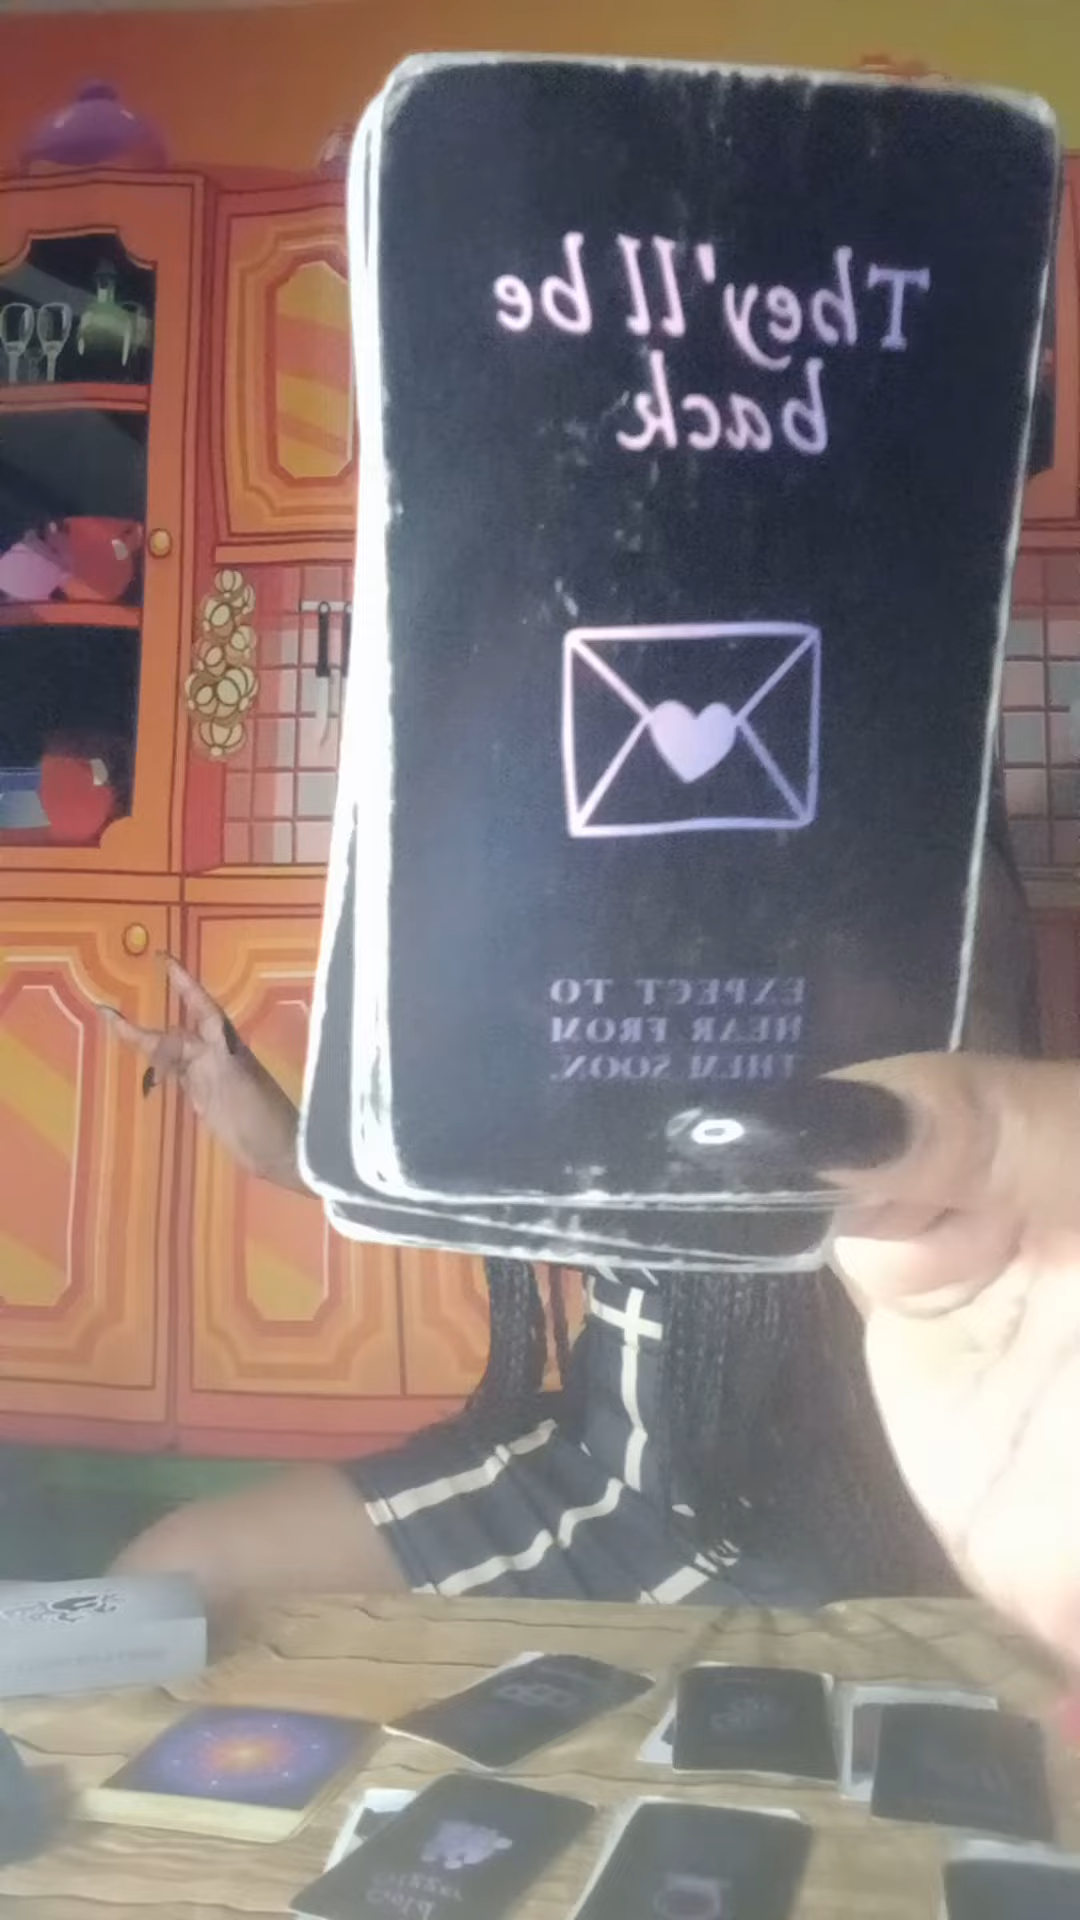 They'll be
back
EXPECT TO
HEAR FROM
THEM SOON.